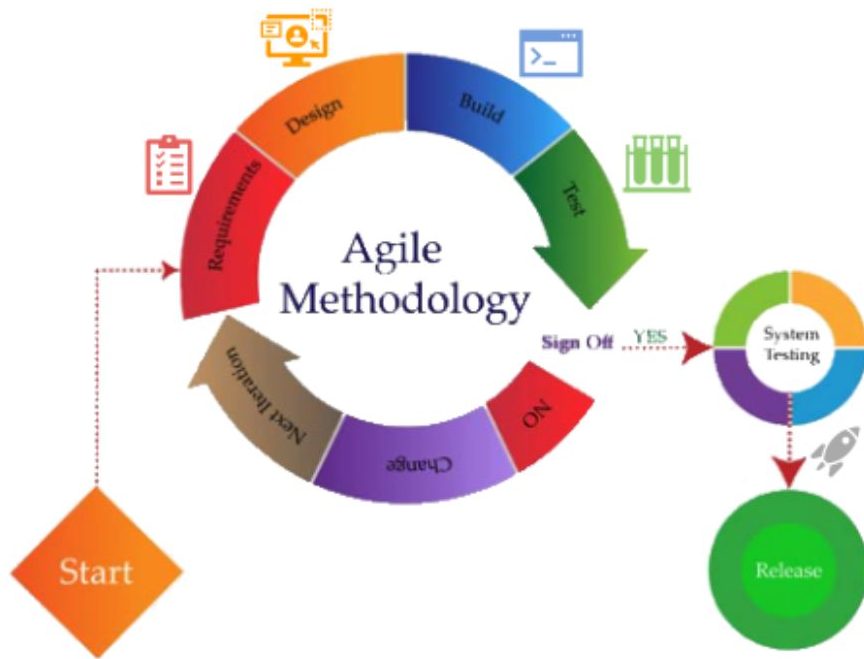 Design
Build
Requirements
Test
Agile
Methodology
Sign Off
YES
System
Testing
NO
Change
Next Iteration
Start
Release